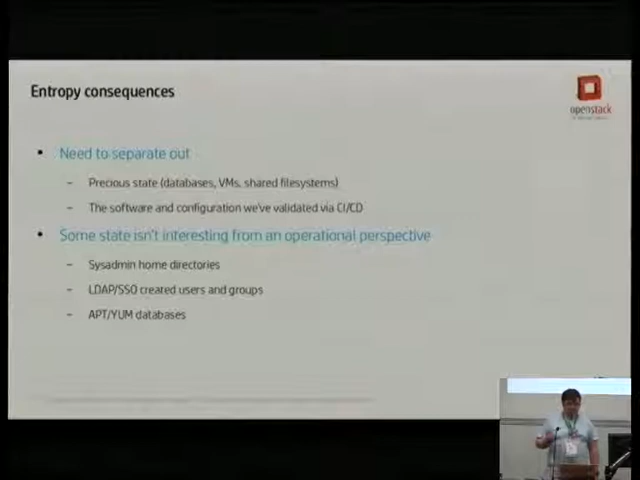 Entropy consequences
openstack
• Need to separate out
– Precious state (databases, VMs, shared filesystems)
– The software and configuration we've validated via CI/CD
• Some state isn't interesting from an operational perspective
– Sysadmin home directories
– LDAP/SSO created users and groups
– APT/YUM databases